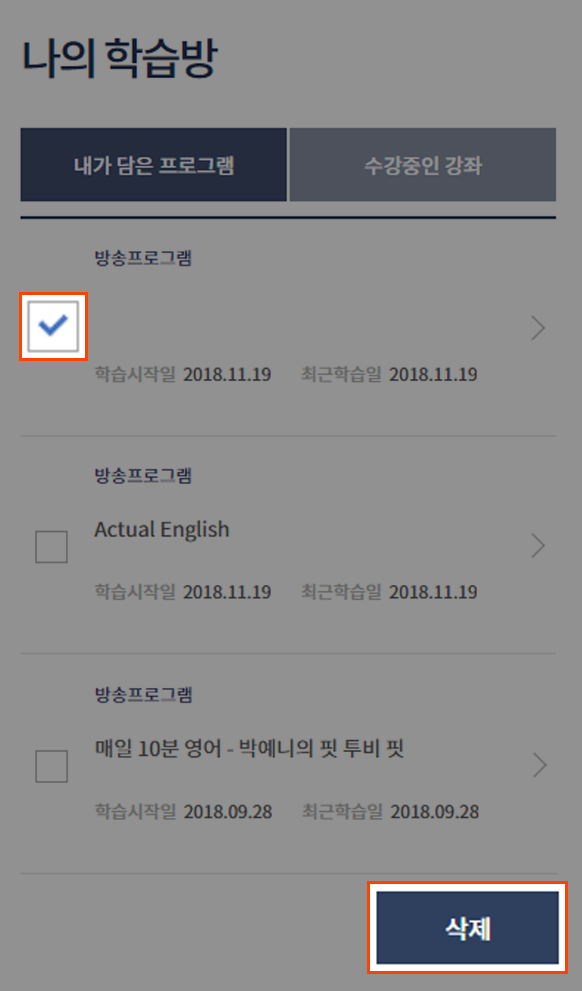 나의 학습방
내가 담은 프로그램 수강중인 강좌
방송프로그램
학습시작일 2018.11.19 최근학습일 2018.11.19
방송프로그램
Actual English
학습시작일 2018.11.19 최근학습일 2018.11.19
방송프로그램
매일 10분 영어 - 박예니의 핏 투비 핏
학습시작일 2018.09.28 최근학습일 2018.09.28
삭제